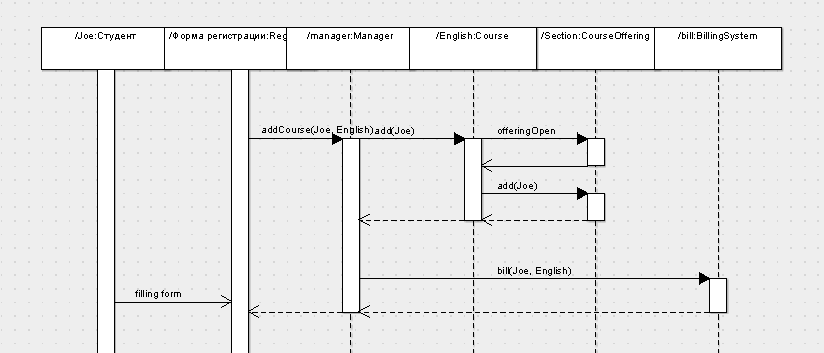 /Joe:Студент
/Форма регистрации:Reg
/manager:Manager
/English:Course
/Section:CourseOffering
/bill:BillingSystem
addCourse(Joe, English)
add(Joe)
offeringOpen
add(Joe)
bill(Joe, English)
filling form